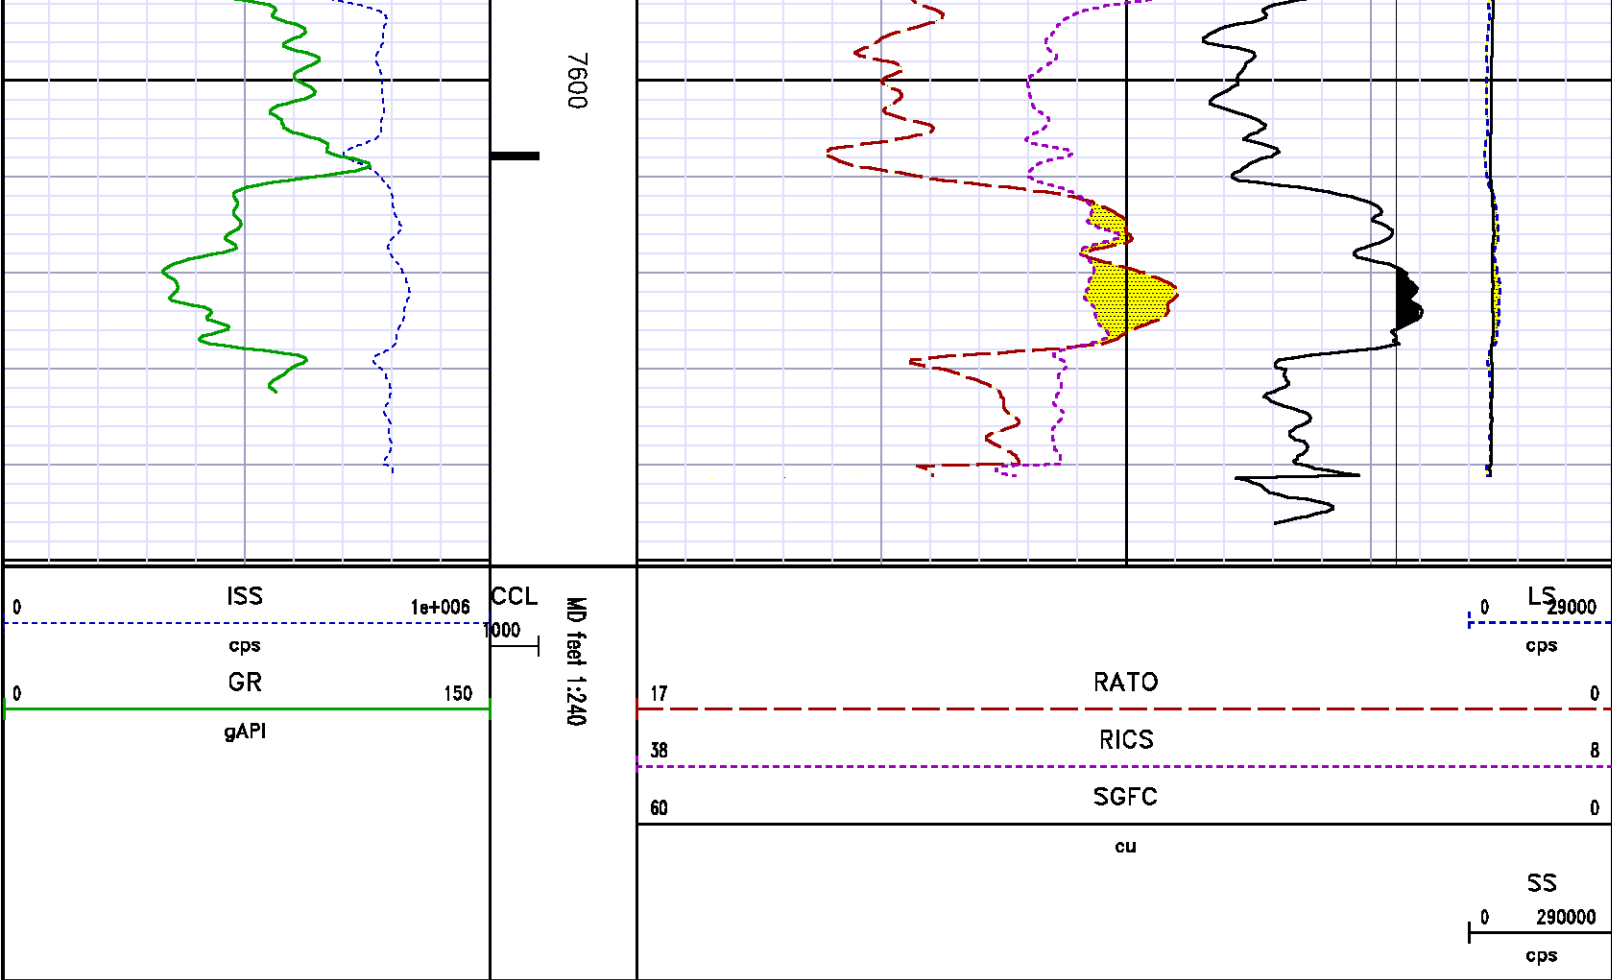 7600
ISS
0 1e+006
cps
GR
0 150
gAPI
CCL
1000
MD feet 1:240
LS
0 29000
cps
RATO
17 0
RICS
38 8
SGFC
60 0
cu
SS
0 290000
cps